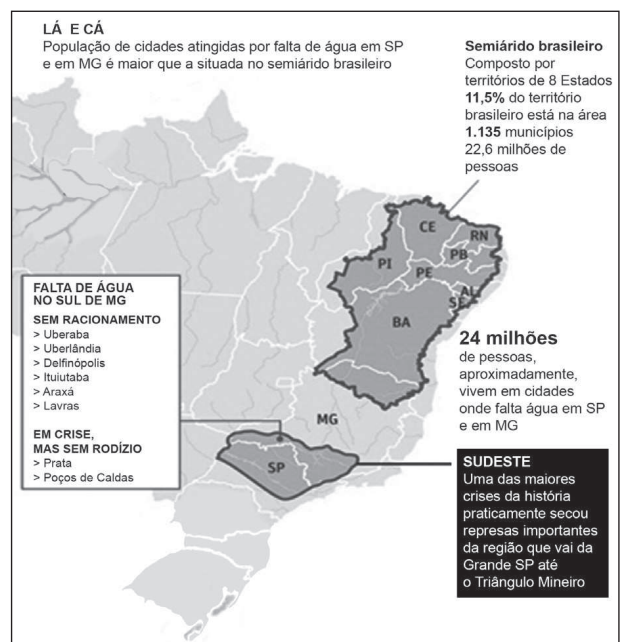 LÁ E CÁ
População de cidades atingidas por falta de água em SP
e em MG é maior que a situada no semiárido brasileiro
Semiárido brasileiro
Composto por
territórios de 8 Estados
11,5% do território
brasileiro está na área
1.135 municípios
22,6 milhões de
pessoas
CE
RN
PB
PI
PE
AL
SE
BA
FALTA DE ÁGUA
NO SUL DE MG
SEM RACIONAMENTO
> Uberaba
> Uberlândia
> Delfinópolis
> Ituiutaba
> Araxá
> Lavras
EM CRISE,
MAS SEM RODÍZIO
> Prata
> Poços de Caldas
24 milhões
de pessoas,
aproximadamente,
vivem em cidades
onde falta água em SP
e em MG
MG
SP
SUDESTE
Uma das maiores
crises da história
praticamente secou
represas importantes
da região que vai da
Grande SP até
o Triângulo Mineiro